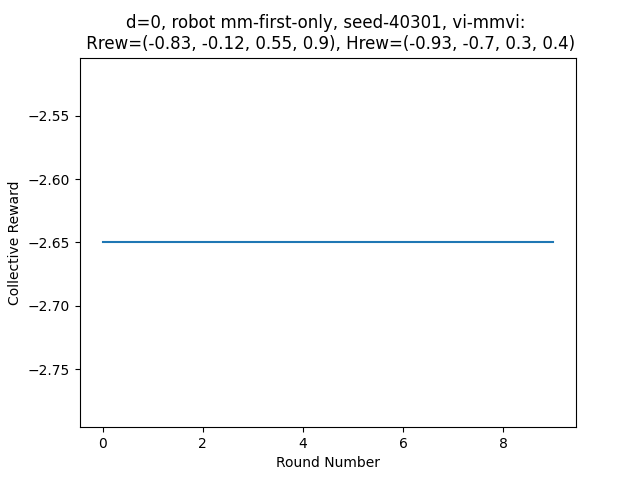 d=0, robot mm-first-only, seed-40301, vi-mmvi:
Rrew=(-0.83, -0.12, 0.55, 0.9), Hrew=(-0.93, -0.7, 0.3, 0.4)
−2.55
−2.60
−2.65
−2.70
−2.75
Collective Reward
0 2 4 6 8
Round Number